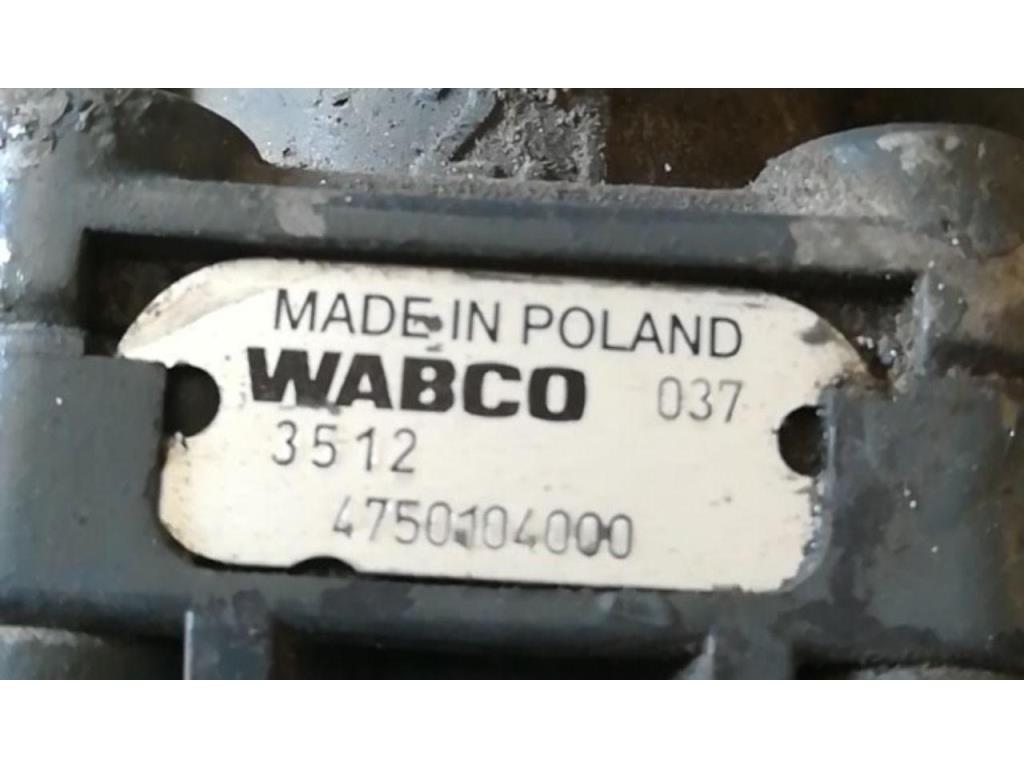 MADE IN POLAND
WABCO 037
3512
4750104000